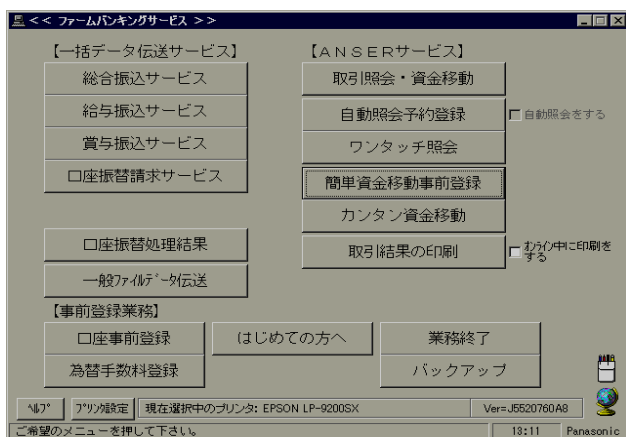 << ファームバンキングサービス >>
【一括データ伝送サービス】
総合振込サービス
給与振込サービス
賞与振込サービス
口座振替請求サービス
口座振替処理結果
一般ファイルデータ伝送
【ANSERサービス】
取引照会・資金移動
自動照会予約登録
自動照会をする
ワンタッチ照会
簡単資金移動事前登録
カンタン資金移動
取引結果の印刷
オンライン中に印刷を
する
【事前登録業務】
口座事前登録
はじめての方へ
業務終了
為替手数料登録
バックアップ
ヘルプ
プリンタ設定
現在選択中のプリンタ: EPSON LP-9200SX
Ver=J5520760A8
ご希望のメニューを押して下さい。
13:11
Panasonic